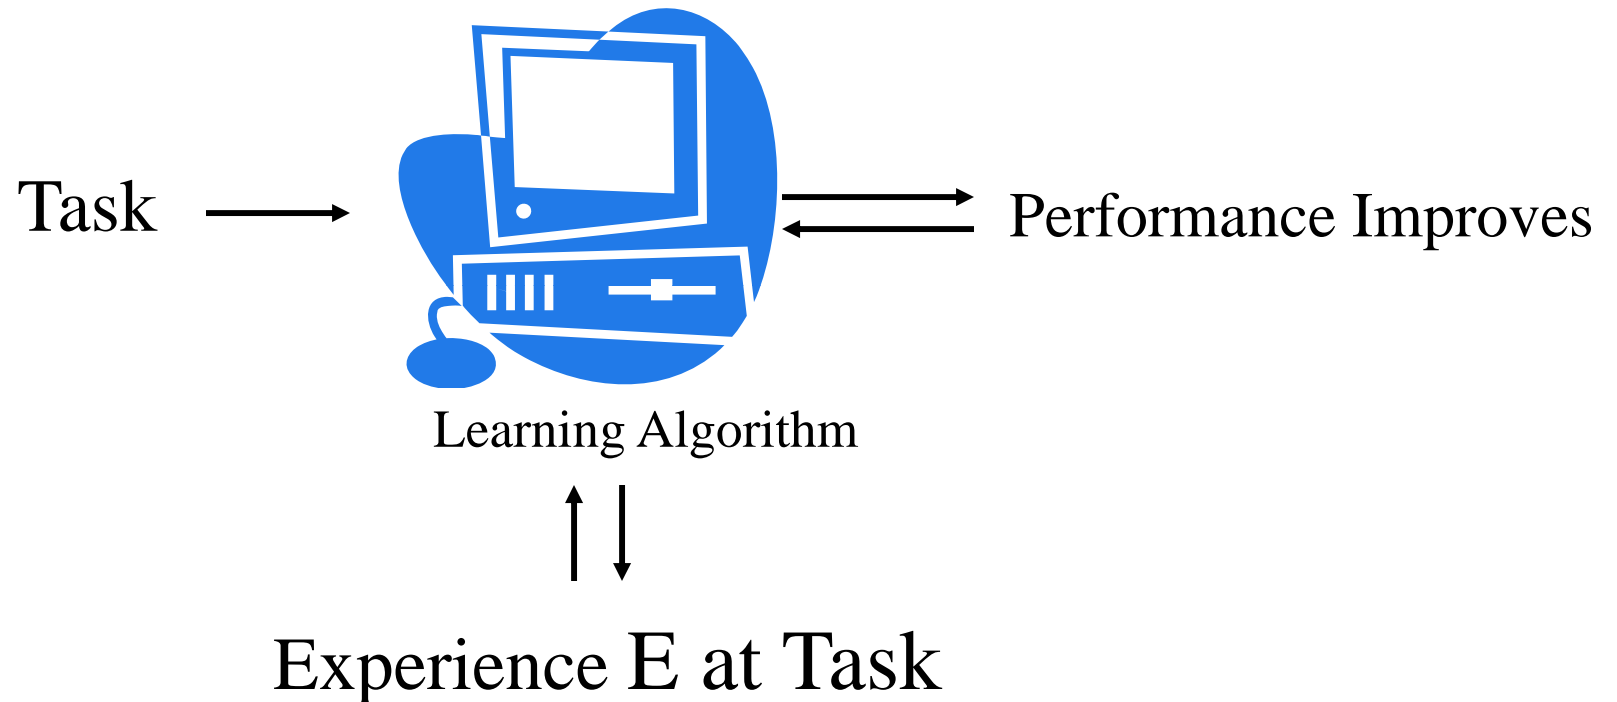 Task
Performance Improves
Learning Algorithm
Experience E at Task